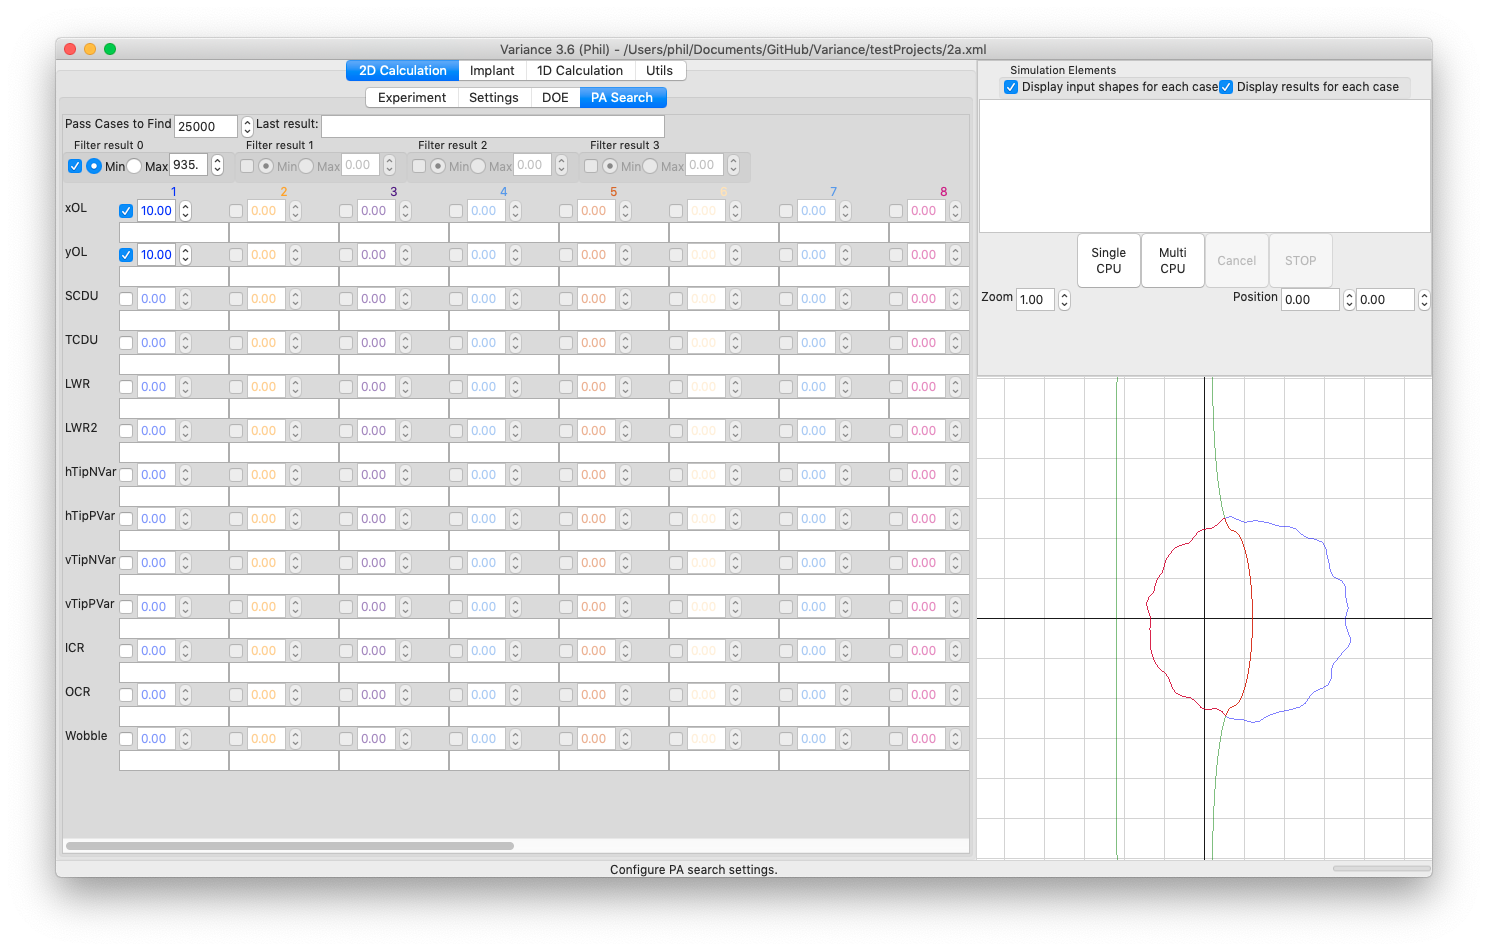 Variance 3.6 (Phil) - /Users/phil/Documents/GitHub/Variance/testProjects/2a.xml
2D Calculation Implant 1D Calculation Utils
Experiment Settings DOE PA Search
Pass Cases to Find 25000 Last result:
Filter result 0 Filter result 1 Filter result 2 Filter result 3
Min Max 935. Min Max 0.00 Min Max 0.00 Min Max 0.00
1 2 3 4 5 6 7 8
xOL 10.00 0.00 0.00 0.00 0.00 0.00 0.00 0.00
yOL 10.00 0.00 0.00 0.00 0.00 0.00 0.00 0.00
SCDU 0.00 0.00 0.00 0.00 0.00 0.00 0.00 0.00
TCDU 0.00 0.00 0.00 0.00 0.00 0.00 0.00 0.00
LWR 0.00 0.00 0.00 0.00 0.00 0.00 0.00 0.00
LWR2 0.00 0.00 0.00 0.00 0.00 0.00 0.00 0.00
hTipNVar 0.00 0.00 0.00 0.00 0.00 0.00 0.00 0.00
hTipPVar 0.00 0.00 0.00 0.00 0.00 0.00 0.00 0.00
vTipNVar 0.00 0.00 0.00 0.00 0.00 0.00 0.00 0.00
vTipPVar 0.00 0.00 0.00 0.00 0.00 0.00 0.00 0.00
ICR 0.00 0.00 0.00 0.00 0.00 0.00 0.00 0.00
OCR 0.00 0.00 0.00 0.00 0.00 0.00 0.00 0.00
Wobble 0.00 0.00 0.00 0.00 0.00 0.00 0.00 0.00
Simulation Elements
Display input shapes for each case Display results for each case
Single CPU Multi CPU Cancel STOP
Zoom 1.00 Position 0.00 0.00
Configure PA search settings.